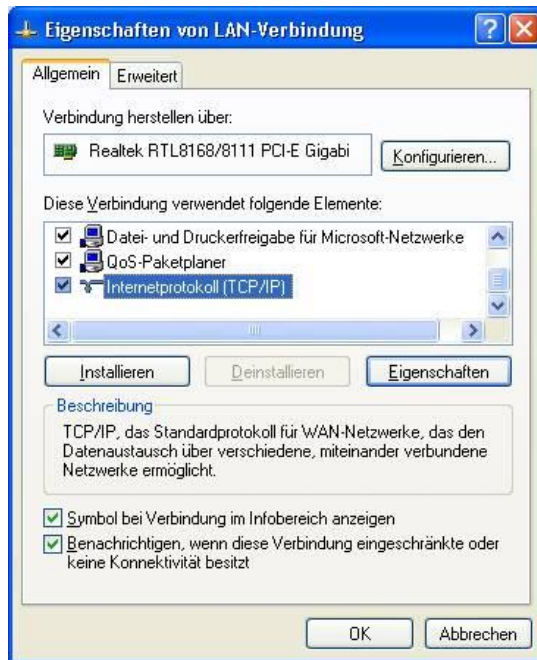 Eigenschaften von LAN-Verbindung
Allgemein
Erweitert
Verbindung herstellen über:
Realtek RTL8168/8111 PCI-E Gigabi
Konfigurieren...
Diese Verbindung verwendet folgende Elemente:
Datei- und Druckerfreigabe für Microsoft-Netzwerke
QoS-Paketplaner
Internetprotokoll (TCP/IP)
Installieren
Deinstallieren
Eigenschaften
Beschreibung
TCP/IP, das Standardprotokoll für WAN-Netzwerke, das den
Datenaustausch über verschiedene, miteinander verbundene
Netzwerke ermöglicht.
Symbol bei Verbindung im Infobereich anzeigen
Benachrichtigen, wenn diese Verbindung eingeschränkte oder
keine Konnektivität besitzt
OK
Abbrechen